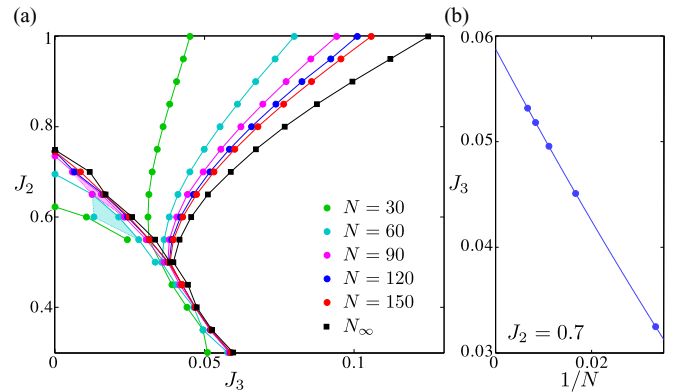 (a)
1
0.8
J₂
0.6
0.4
0
0.05
0.1
J₃
N = 30
N = 60
N = 90
N = 120
N = 150
N∞
(b)
0.06
0.05
J₃
0.04
0.03
J₂ = 0.7
0
0.02
1/N